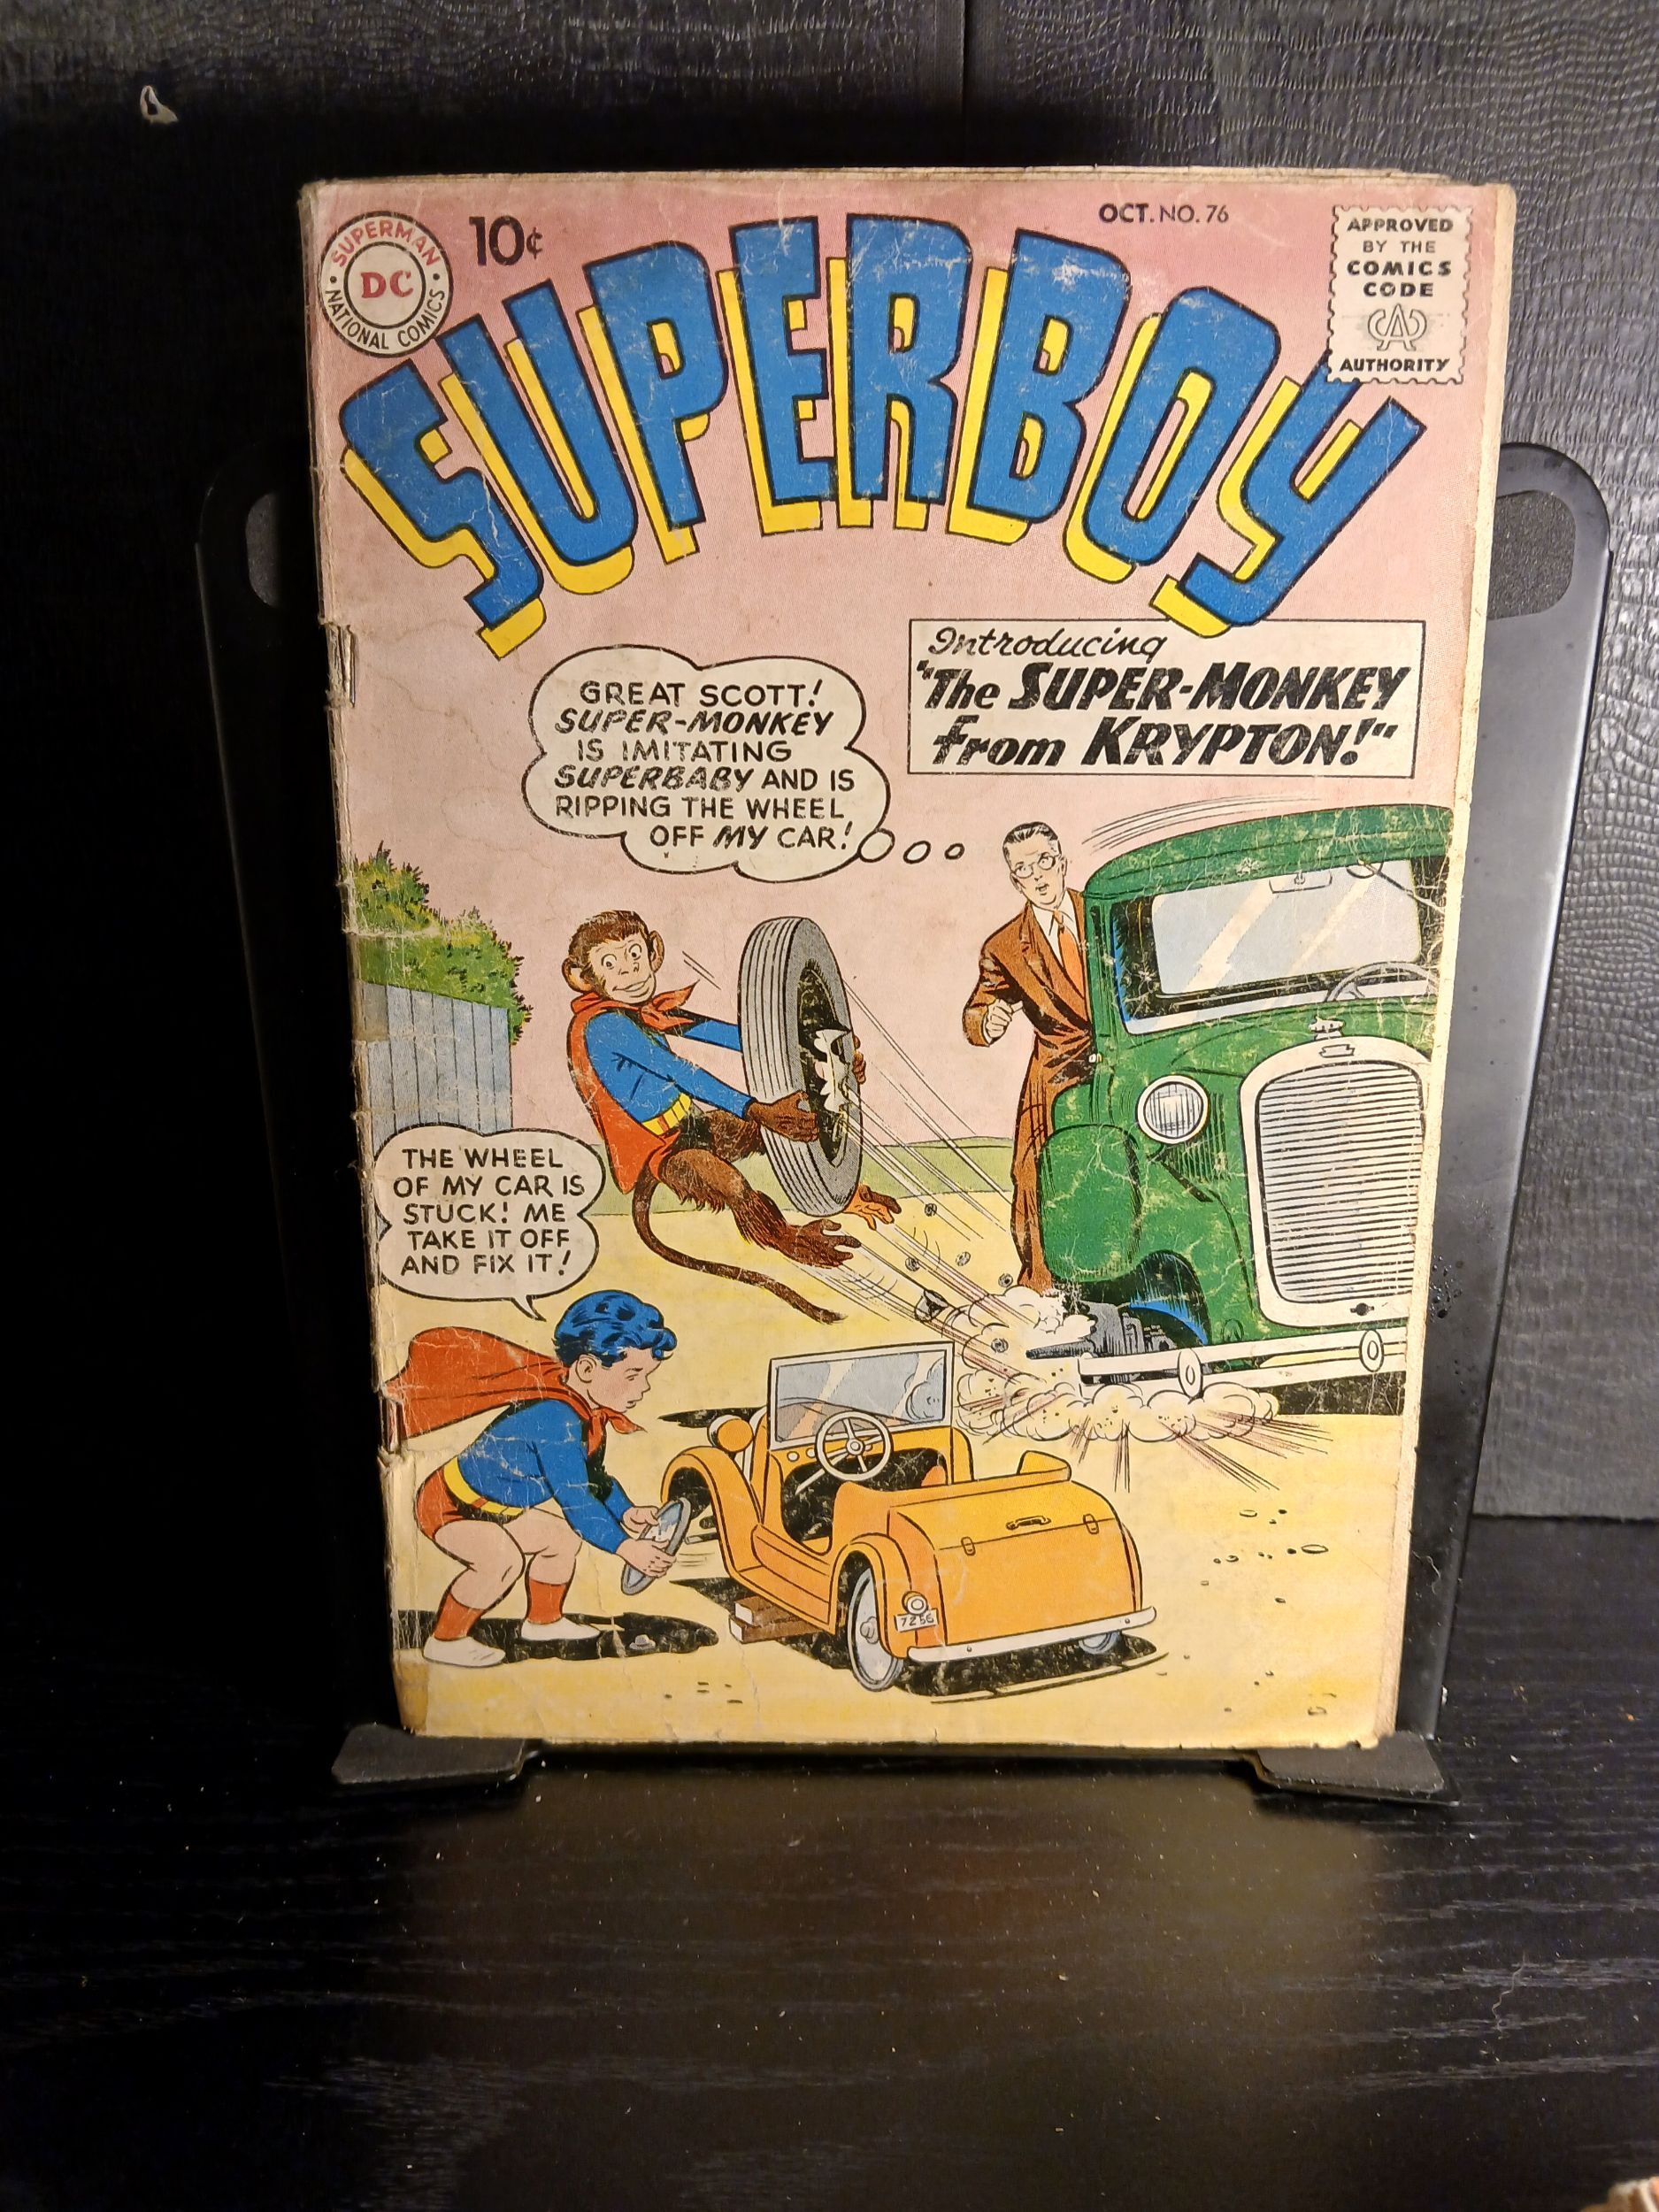 SUPERMAN
DC
NATIONAL COMICS
10¢
OCT. NO. 76
APPROVED
BY THE
COMICS
CODE
CA
AUTHORITY
SUPERBOY
Introducing
"The SUPER-MONKEY
from KRYPTON!"
GREAT SCOTT!
SUPER-MONKEY
IS IMITATING
SUPERBABY AND IS
RIPPING THE WHEEL
OFF MY CAR!
THE WHEEL
OF MY CAR IS
STUCK! ME
TAKE IT OFF
AND FIX IT!
7256